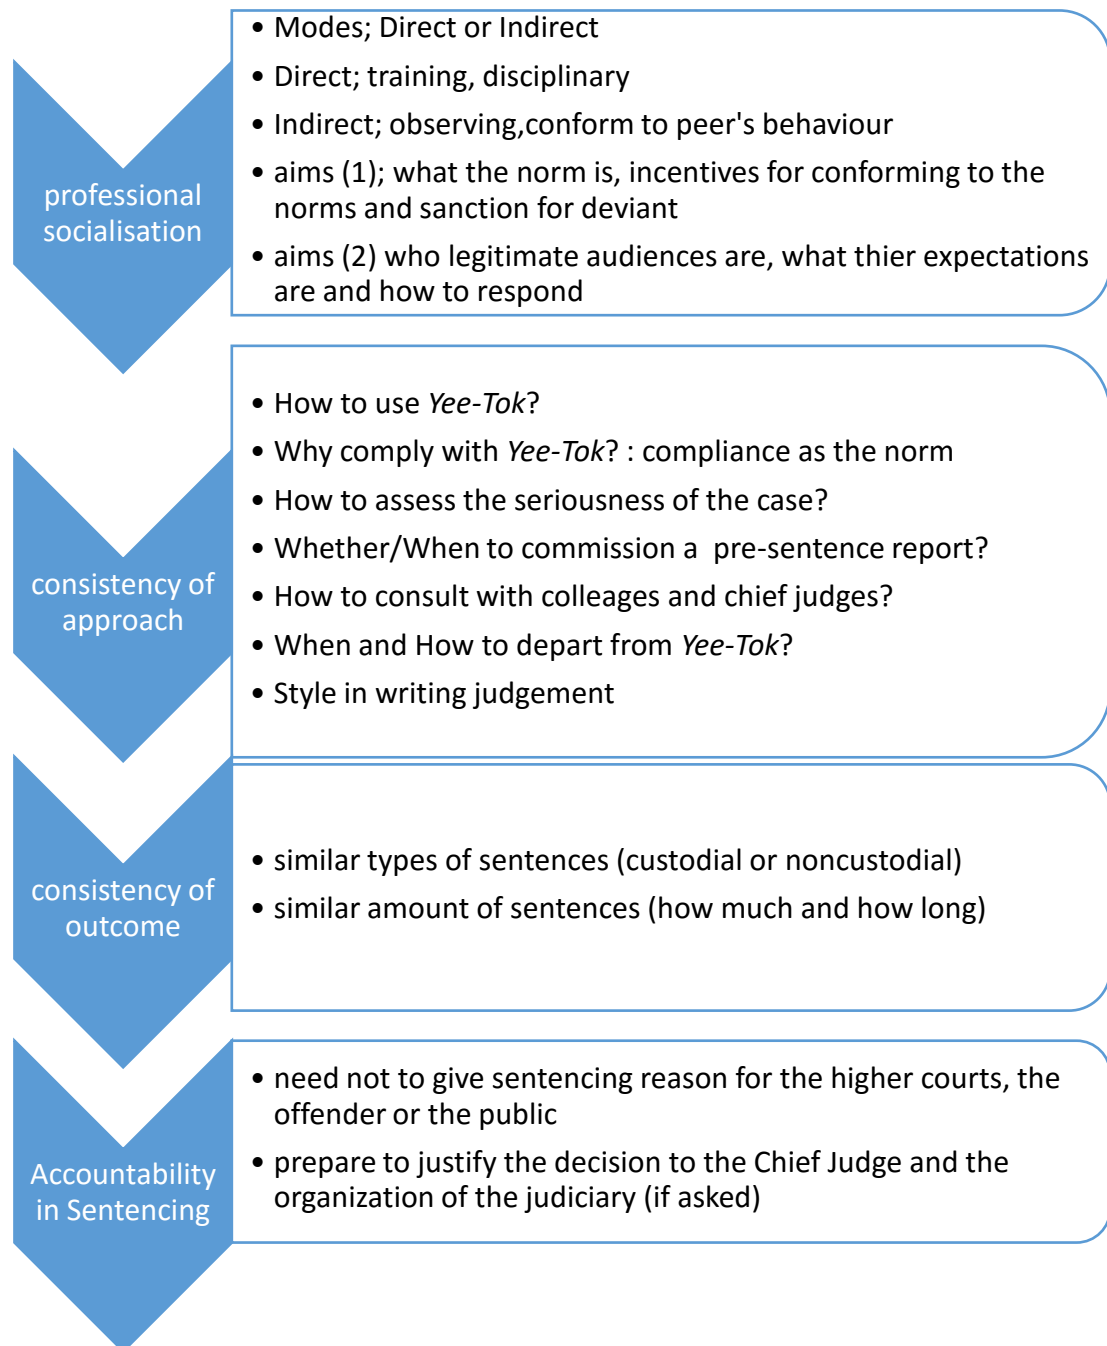 professional
socialisation
• Modes; Direct or Indirect
• Direct; training, disciplinary
• Indirect; observing,conform to peer's behaviour
• aims (1); what the norm is, incentives for conforming to the
norms and sanction for deviant
• aims (2) who legitimate audiences are, what thier expectations
are and how to respond
consistency of
approach
• How to use Yee-Tok?
• Why comply with Yee-Tok? : compliance as the norm
• How to assess the seriousness of the case?
• Whether/When to commission a  pre-sentence report?
• How to consult with colleages and chief judges?
• When and How to depart from Yee-Tok?
• Style in writing judgement
consistency of
outcome
• similar types of sentences (custodial or noncustodial)
• similar amount of sentences (how much and how long)
Accountability
in Sentencing
• need not to give sentencing reason for the higher courts, the
offender or the public
• prepare to justify the decision to the Chief Judge and the
organization of the judiciary (if asked)